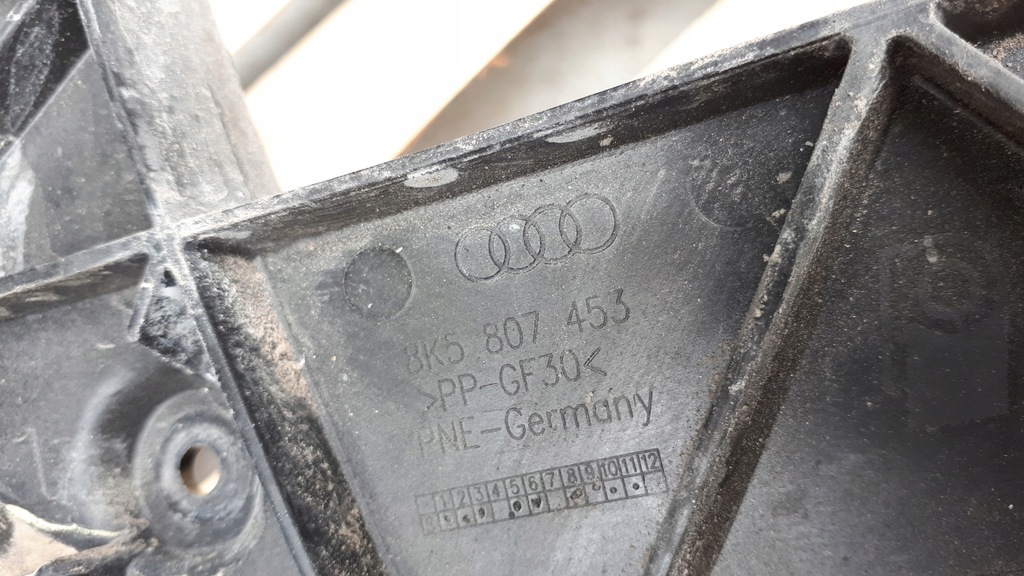 8K5 807 453
>PP-GF30<
PNE-Germany
1 2 3 4 5 6 7 8 9 10 11 12